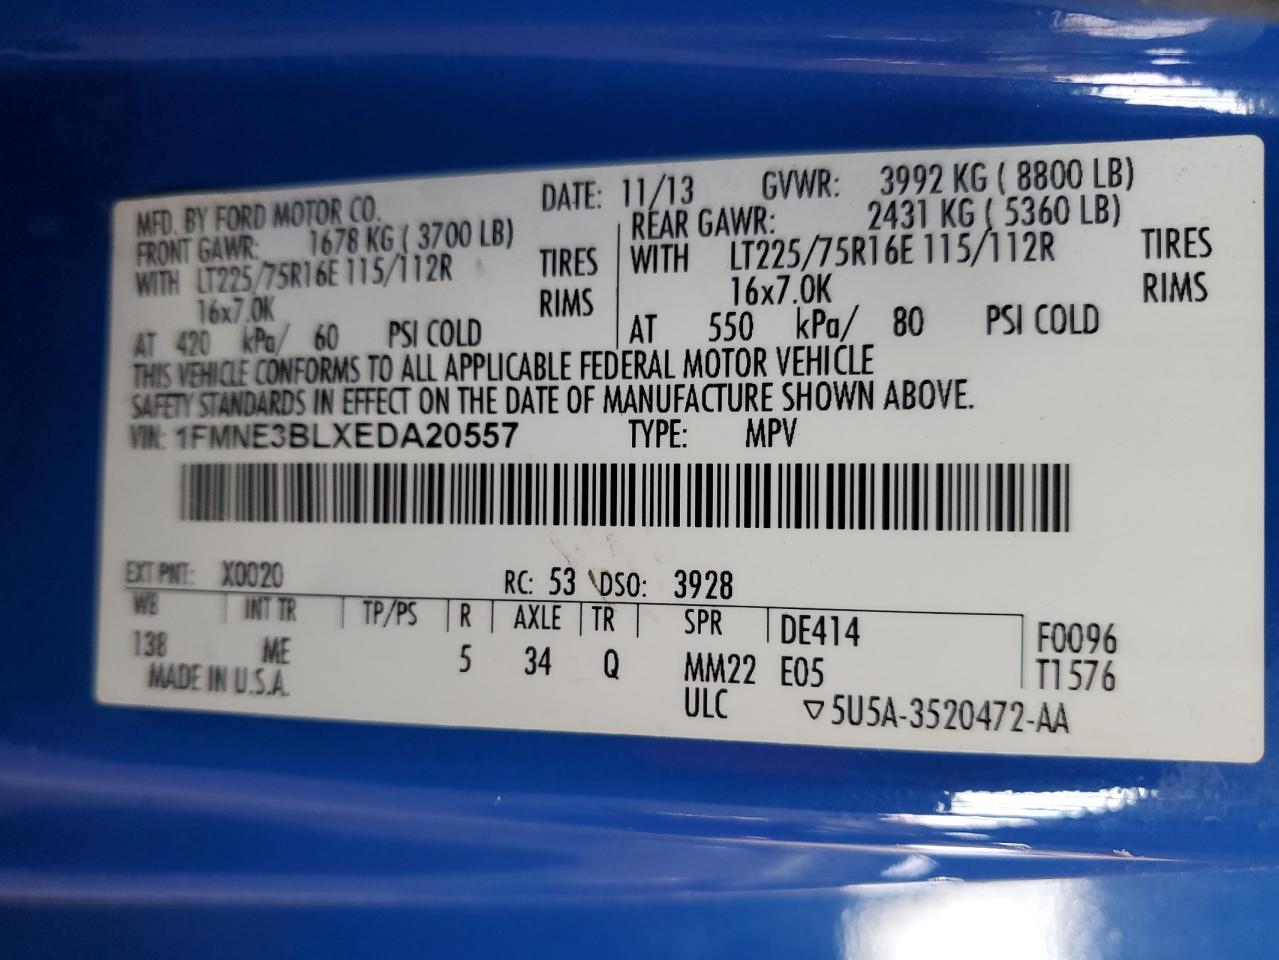 MFD. BY FORD MOTOR CO. DATE: 11/13 GVWR: 3992 KG ( 8800 LB)
FRONT GAWR: 1678 KG ( 3700 LB) REAR GAWR: 2431 KG ( 5360 LB)
WITH LT225/75R16E 115/112R TIRES WITH LT225/75R16E 115/112R TIRES
16x7.0K RIMS 16x7.0K RIMS
AT 420 kPa/ 60 PSI COLD AT 550 kPa/ 80 PSI COLD
THIS VEHICLE CONFORMS TO ALL APPLICABLE FEDERAL MOTOR VEHICLE
SAFETY STANDARDS IN EFFECT ON THE DATE OF MANUFACTURE SHOWN ABOVE.
VIN: 1FMNE3BLXEDA20557 TYPE: MPV
EXT PNT: X0020 RC: 53 DSO: 3928
WB INT TR TP/PS R AXLE TR SPR DE414 F0096
138 ME 5 34 Q MM22 E05 T1576
MADE IN U.S.A. ULC ▽5U5A-3520472-AA